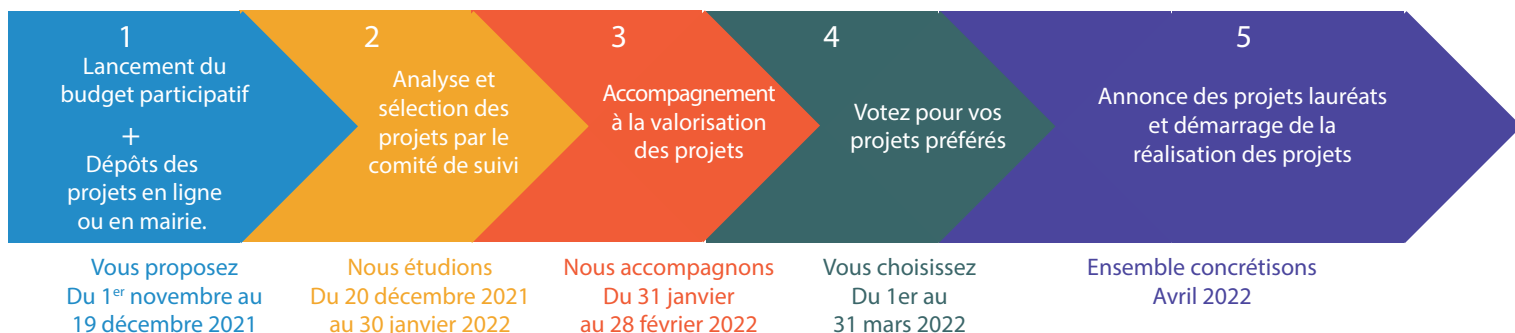 1
Lancement du
budget participatif
+
Dépôts des
projets en ligne
ou en mairie.
2
Analyse et
sélection des
projets par le
comité de suivi
3
Accompagnement
à la valorisation
des projets
4
Votez pour vos
projets préférés
5
Annonce des projets lauréats
et démarrage de la
réalisation des projets
Vous proposez
Du 1er novembre au
19 décembre 2021
Nous étudions
Du 20 décembre 2021
au 30 janvier 2022
Nous accompagnons
Du 31 janvier
au 28 février 2022
Vous choisissez
Du 1er au
31 mars 2022
Ensemble concrétisons
Avril 2022